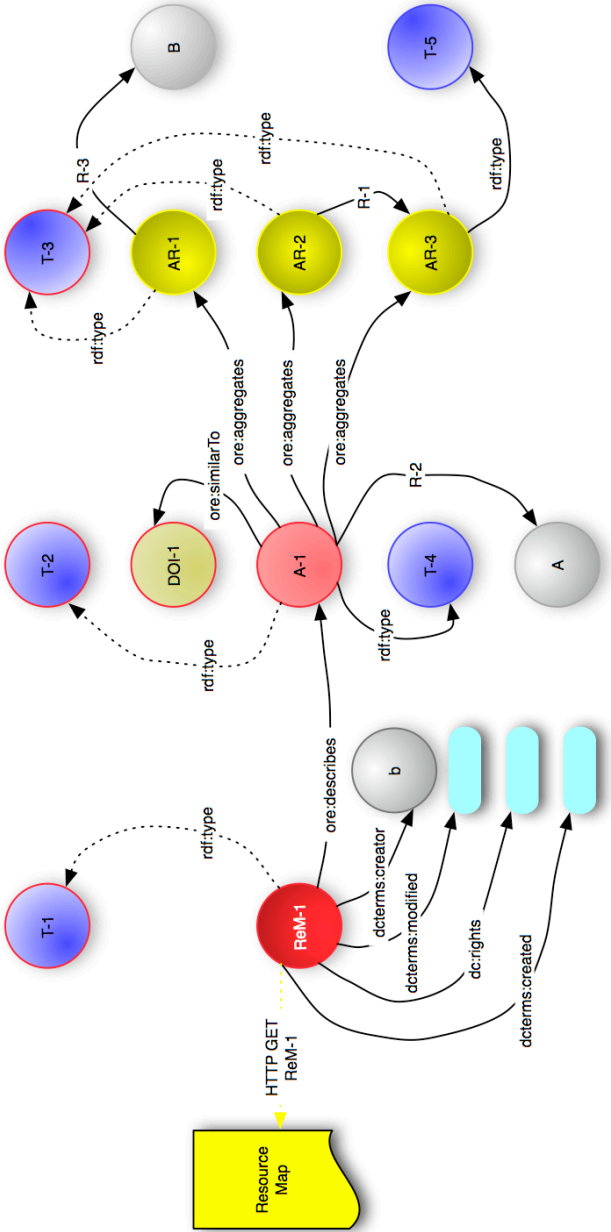 T-1
T-2
T-3
rdf:type
rdf:type
rdf:type
rdf:type
rdf:type
R-3
B
DOI-1
ore:similarTo
AR-1
Resource
Map
HTTP GET
ReM-1
ReM-1
ore:describes
A-1
ore:aggregates
ore:aggregates
ore:aggregates
AR-2
R-1
AR-3
dcterms:creator
b
dcterms:modified
dc:rights
dcterms:created
rdf:type
T-4
R-2
A
rdf:type
T-5